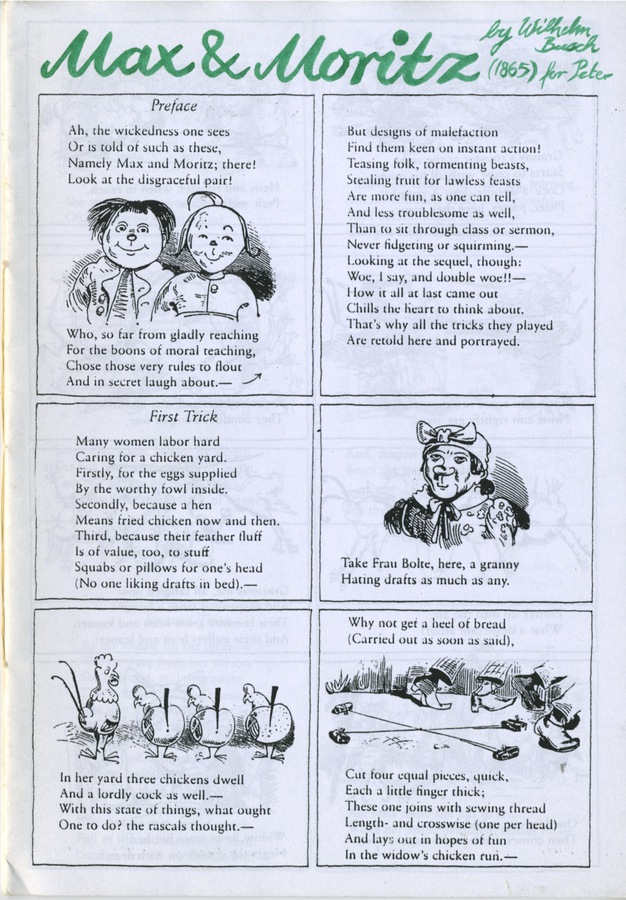 Max & Moritz
by Wilhelm
Busch
(1865) for Peter
Preface
Ah, the wickedness one sees
Or is told of such as these,
Namely Max and Moritz; there!
Look at the disgraceful pair!
Who, so far from gladly reaching
For the boons of moral teaching,
Chose those very rules to flout
And in secret laugh about.—
But designs of malefaction
Find them keen on instant action!
Teasing folk, tormenting beasts,
Stealing fruit for lawless feasts
Are more fun, as one can tell,
And less troublesome as well,
Than to sit through class or sermon,
Never fidgeting or squirming.—
Looking at the sequel, though:
Woe, I say, and double woe!!—
How it all at last came out
Chills the heart to think about.
That's why all the tricks they played
Are retold here and portrayed.
First Trick
Many women labor hard
Caring for a chicken yard.
Firstly, for the eggs supplied
By the worthy fowl inside.
Secondly, because a hen
Means fried chicken now and then.
Third, because their feather fluff
Is of value, too, to stuff
Squabs or pillows for one's head
(No one liking drafts in bed).—
Take Frau Bolte, here, a granny
Hating drafts as much as any.
In her yard three chickens dwell
And a lordly cock as well.—
With this state of things, what ought
One to do? the rascals thought.—
Why not get a heel of bread
(Carried out as soon as said),
Cut four equal pieces, quick,
Each a little finger thick;
These one joins with sewing thread
Length- and crosswise (one per head)
And lays out in hopes of fun
In the widow's chicken run.—